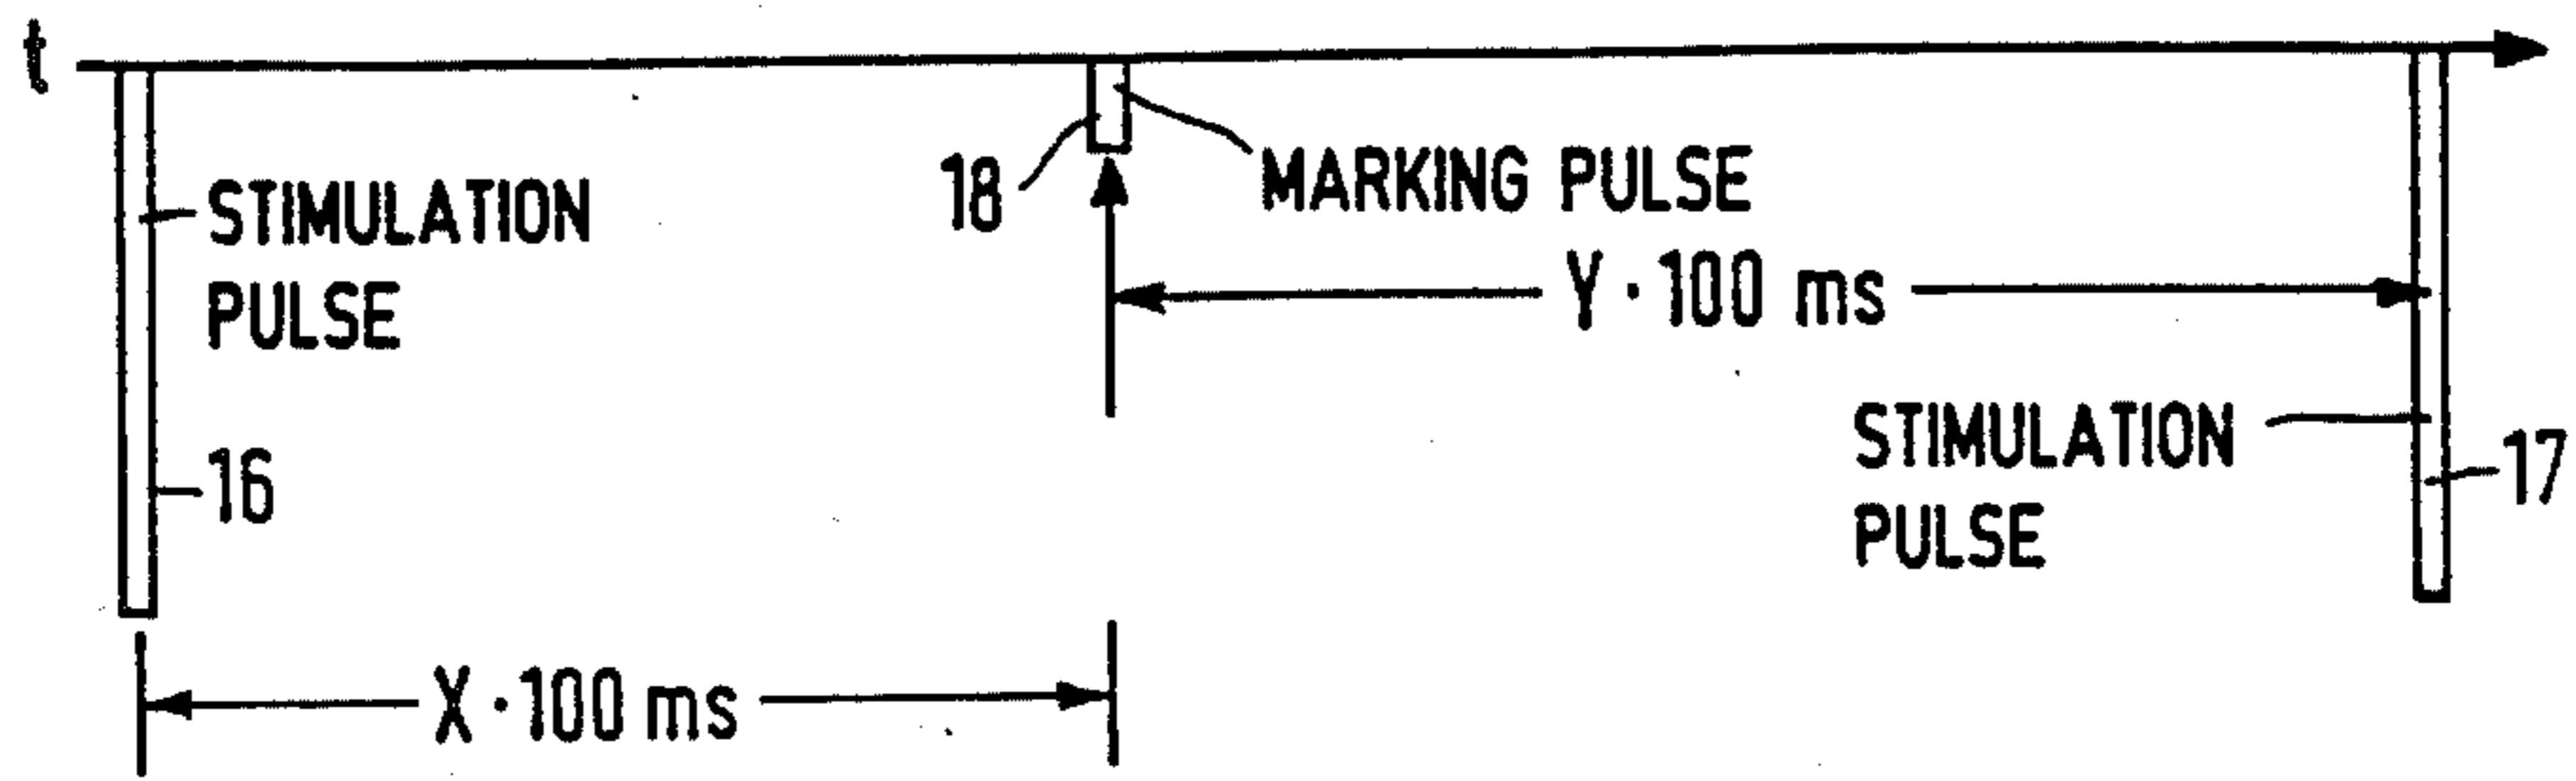 t
STIMULATION
PULSE
16
18
MARKING PULSE
Y · 100 ms
STIMULATION
PULSE
17
X · 100 ms